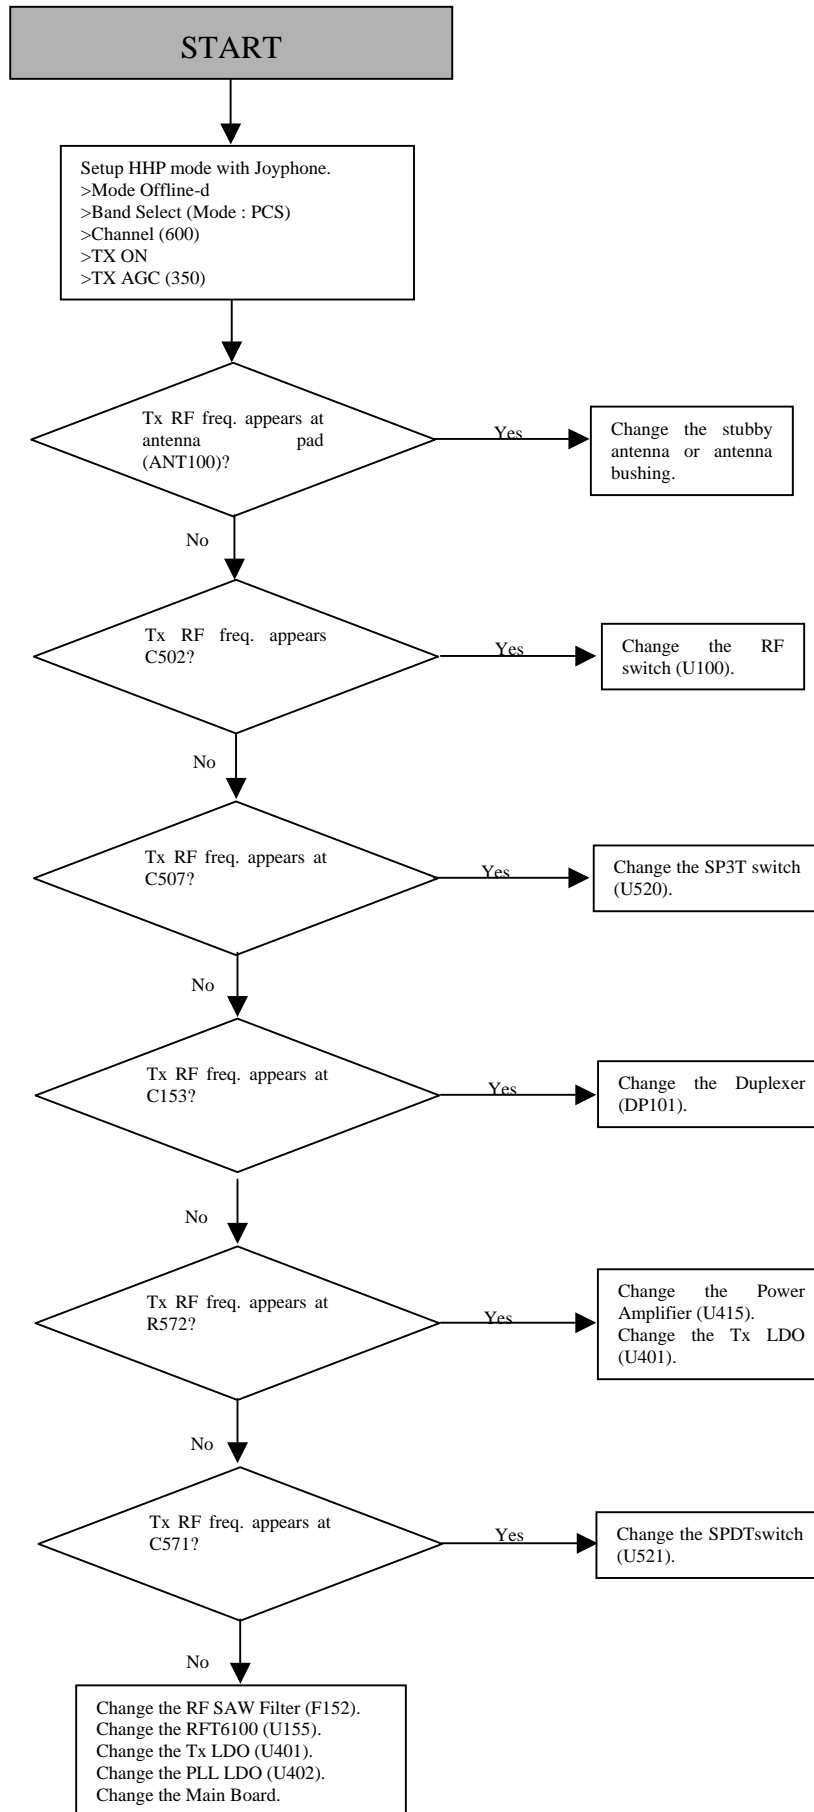 START
Setup HHP mode with Joyphone.
>Mode Offline-d
>Band Select (Mode : PCS)
>Channel (600)
>TX ON
>TX AGC (350)
Tx RF freq. appears at
antenna pad
(ANT100)?
Yes
Change the stubby
antenna or antenna
bushing.
No
Tx RF freq. appears
C502?
Yes
Change the RF
switch (U100).
No
Tx RF freq. appears at
C507?
Yes
Change the SP3T switch
(U520).
No
Tx RF freq. appears at
C153?
Yes
Change the Duplexer
(DP101).
No
Tx RF freq. appears at
R572?
Yes
Change the Power
Amplifier (U415).
Change the Tx LDO
(U401).
No
Tx RF freq. appears at
C571?
Yes
Change the SPDTswitch
(U521).
No
Change the RF SAW Filter (F152).
Change the RFT6100 (U155).
Change the Tx LDO (U401).
Change the PLL LDO (U402).
Change the Main Board.